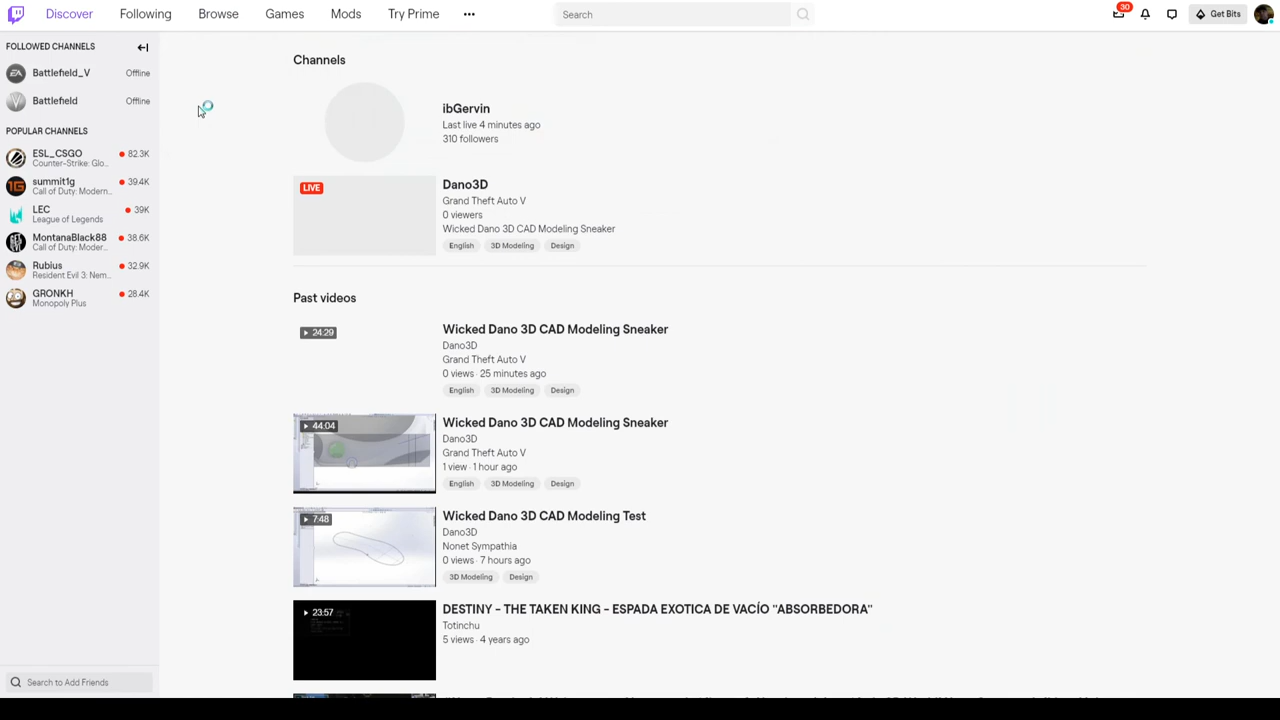 Discover Following Browse Games Mods Try Prime ••• Search 30 Get Bits
FOLLOWED CHANNELS
Battlefield_V Offline
Battlefield Offline
POPULAR CHANNELS
ESL_CSGO 82.3K
Counter-Strike: Glo...
summit1g 39.4K
Call of Duty: Modern...
LEC 39K
League of Legends
MontanaBlack88 38.6K
Call of Duty: Moder...
Rubius 32.9K
Resident Evil 3: Nem...
GRONKH 28.4K
Monopoly Plus
Search to Add Friends
Channels
ibGervin
Last live 4 minutes ago
310 followers
LIVE
Dano3D
Grand Theft Auto V
0 viewers
Wicked Dano 3D CAD Modeling Sneaker
English 3D Modeling Design
Past videos
24:29
Wicked Dano 3D CAD Modeling Sneaker
Dano3D
Grand Theft Auto V
0 views · 25 minutes ago
English 3D Modeling Design
44:04
Wicked Dano 3D CAD Modeling Sneaker
Dano3D
Grand Theft Auto V
1 view · 1 hour ago
English 3D Modeling Design
7:48
Wicked Dano 3D CAD Modeling Test
Dano3D
Nonet Sympathia
0 views · 7 hours ago
3D Modeling Design
23:57
DESTINY - THE TAKEN KING - ESPADA EXOTICA DE VACÍO "ABSORBEDORA"
Totinchu
5 views · 4 years ago